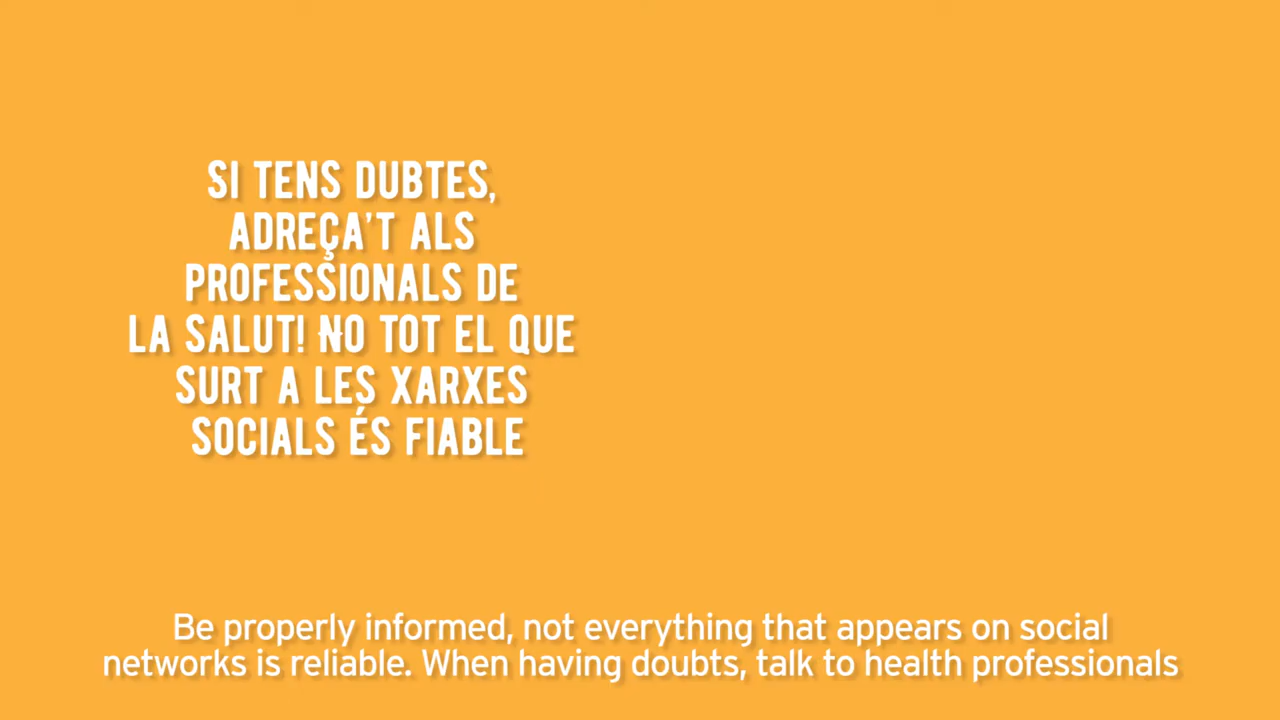 SI TENS DUBTES,
ADREÇA'T ALS
PROFESSIONALS DE
LA SALUT! NO TOT EL QUE
SURT A LES XARXES
SOCIALS ÉS FIABLE
Be properly informed, not everything that appears on social
networks is reliable. When having doubts, talk to health professionals